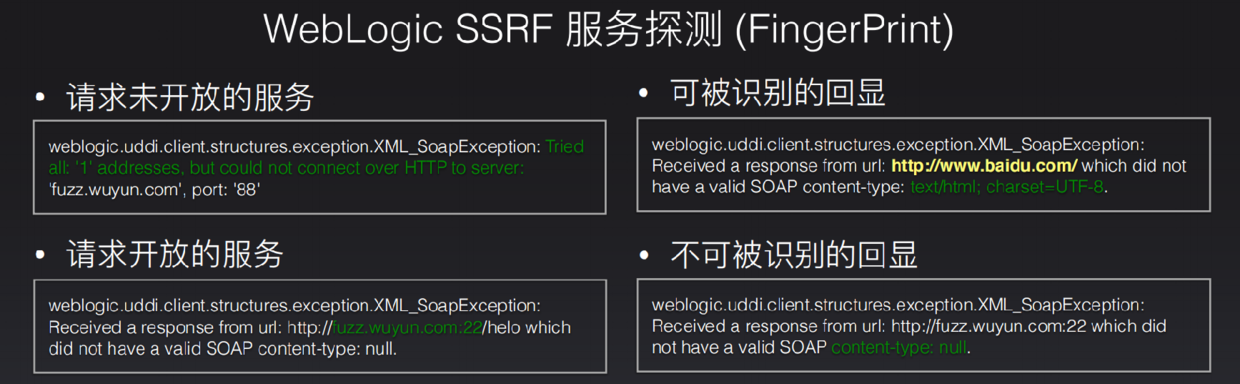 WebLogic SSRF 服务探测 (FingerPrint)
• 请求未开放的服务
weblogic.uddi.client.structures.exception.XML_SoapException: Tried
all: '1' addresses, but could not connect over HTTP to server:
'fuzz.wuyun.com', port: '88'
• 请求开放的服务
weblogic.uddi.client.structures.exception.XML_SoapException:
Received a response from url: http://fuzz.wuyun.com:22/helo which
did not have a valid SOAP content-type: null.
• 可被识别的回显
weblogic.uddi.client.structures.exception.XML_SoapException:
Received a response from url: http://www.baidu.com/ which did not
have a valid SOAP content-type: text/html; charset=UTF-8.
• 不可被识别的回显
weblogic.uddi.client.structures.exception.XML_SoapException:
Received a response from url: http://fuzz.wuyun.com:22 which did
not have a valid SOAP content-type: null.